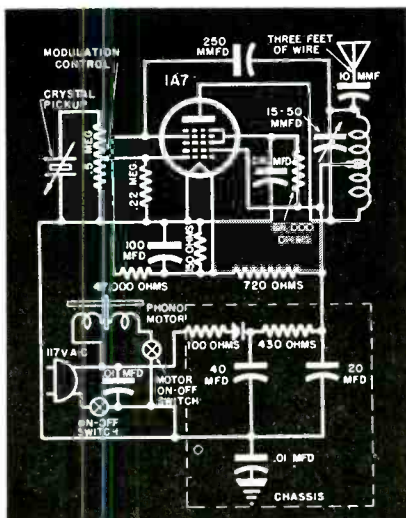 MODULATION
CONTROL
CRYSTAL
PICKUP
.5 MEG.
.22 MEG.
250
MMFD
1A7
THREE FEET
OF WIRE
10 MMF
15-50
MMFD
MFD
OHMS
100
MFD
150 OHMS
47,000 OHMS
720 OHMS
PHONO
MOTOR
117V A-C
.01 MFD
MOTOR
ON-OFF
SWITCH
ON-OFF
SWITCH
100 OHMS
430 OHMS
40
MFD
20
MFD
.01 MFD
CHASSIS